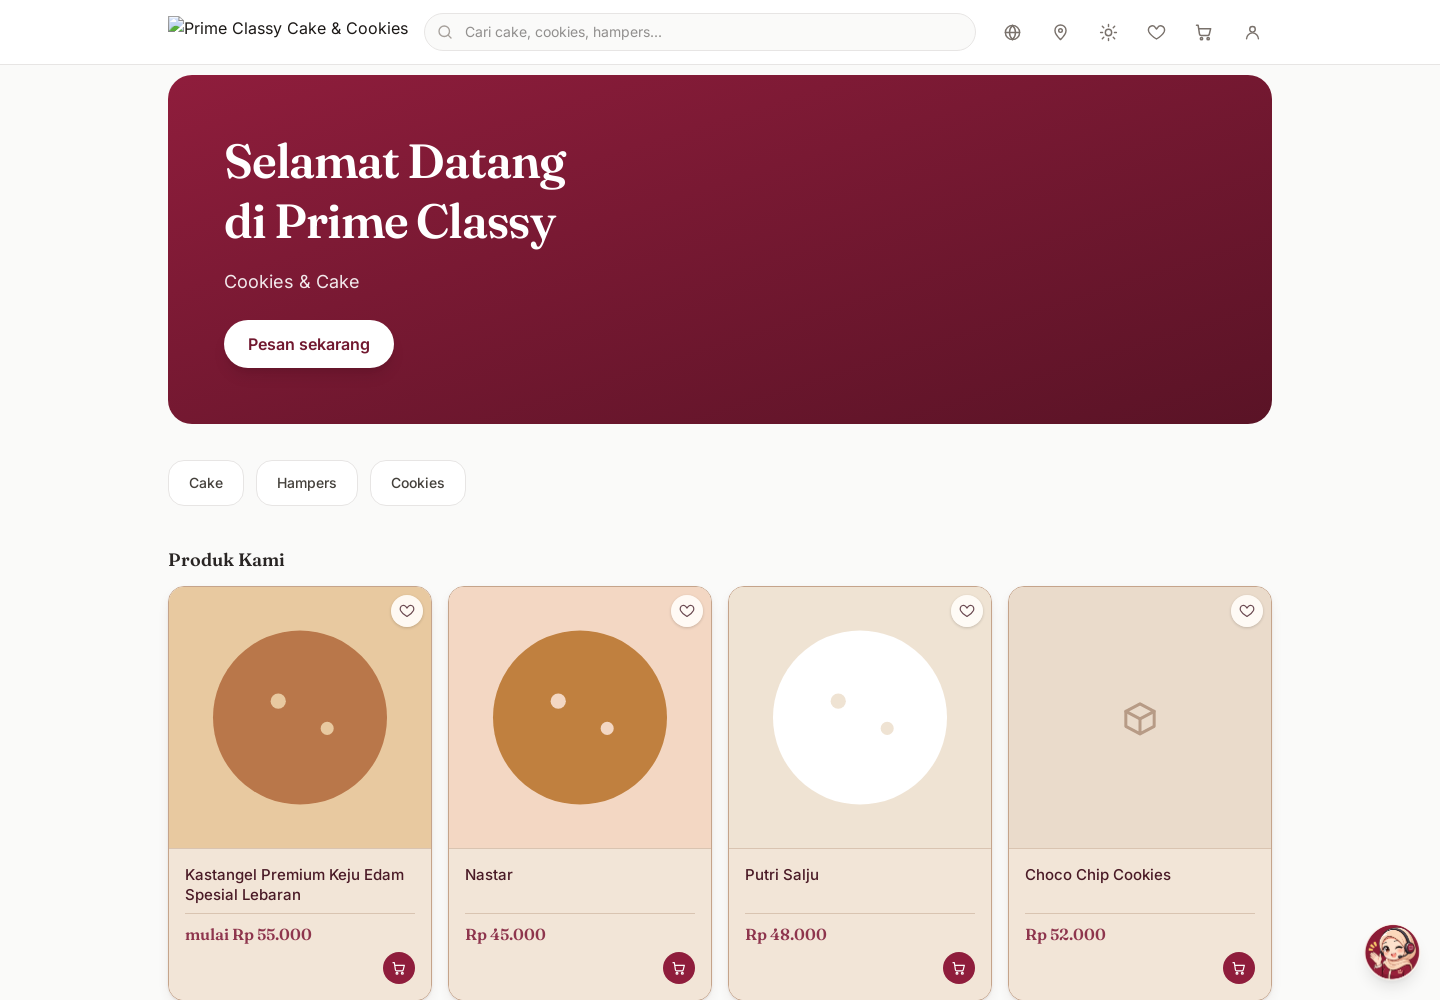 Prime Classy Cake & Cookies
Cari cake, cookies, hampers...
Selamat Datang
di Prime Classy
Cookies & Cake
Pesan sekarang
Cake
Hampers
Cookies
Produk Kami
Kastangel Premium Keju Edam
Spesial Lebaran
mulai Rp 55.000
Nastar
Rp 45.000
Putri Salju
Rp 48.000
Choco Chip Cookies
Rp 52.000